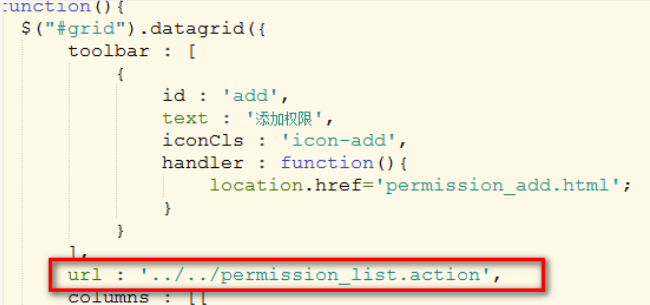 function(){
$("#grid").datagrid({
toolbar : [
{
id : 'add',
text : '添加权限',
iconCls : 'icon-add',
handler : function(){
location.href='permission_add.html';
}
}
],
url : '../../permission_list.action',
columns : [[